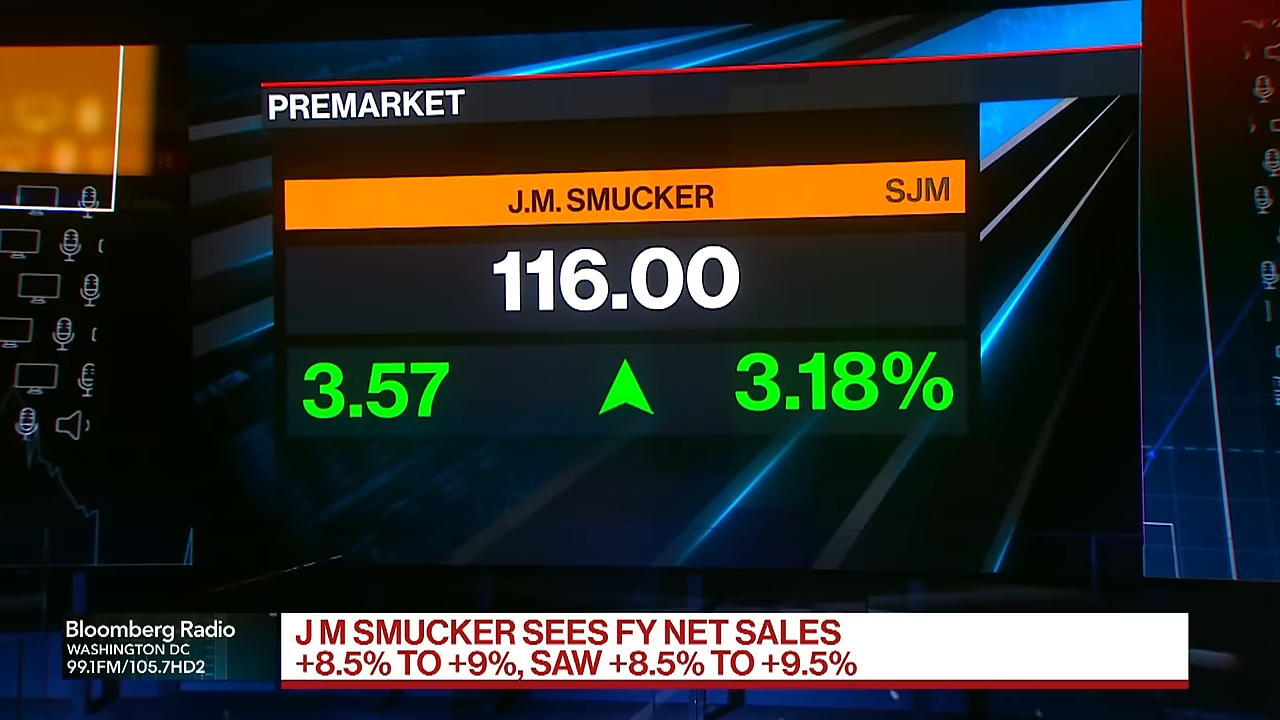 PREMARKET
J.M. SMUCKER SJM
116.00
3.57 ▲ 3.18%
Bloomberg Radio
WASHINGTON DC
99.1FM/105.7HD2
J M SMUCKER SEES FY NET SALES
+8.5% TO +9%, SAW +8.5% TO +9.5%